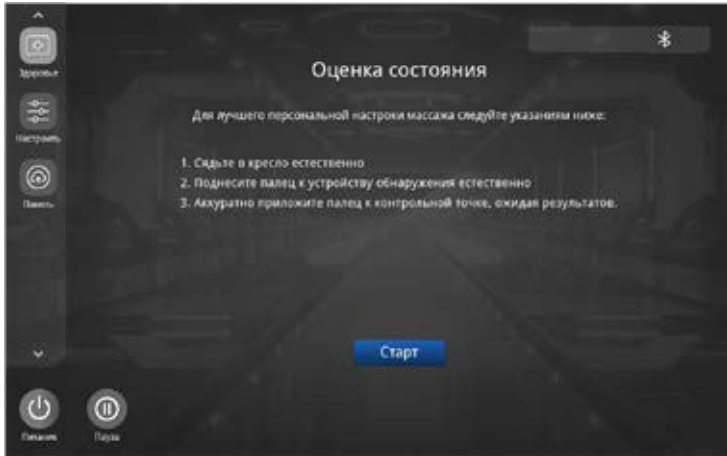 Здоровье
Настроить
Память
Питание
Пауза
Оценка состояния
Для лучшего персональной настроки массажа следуйте указаниям ниже:
1. Сядьте в кресло естественно
2. Поднесите палец к устройству обнаружения естественно
3. Аккуратно приложите палец к контрольной точке, ожидая результатов.
Старт